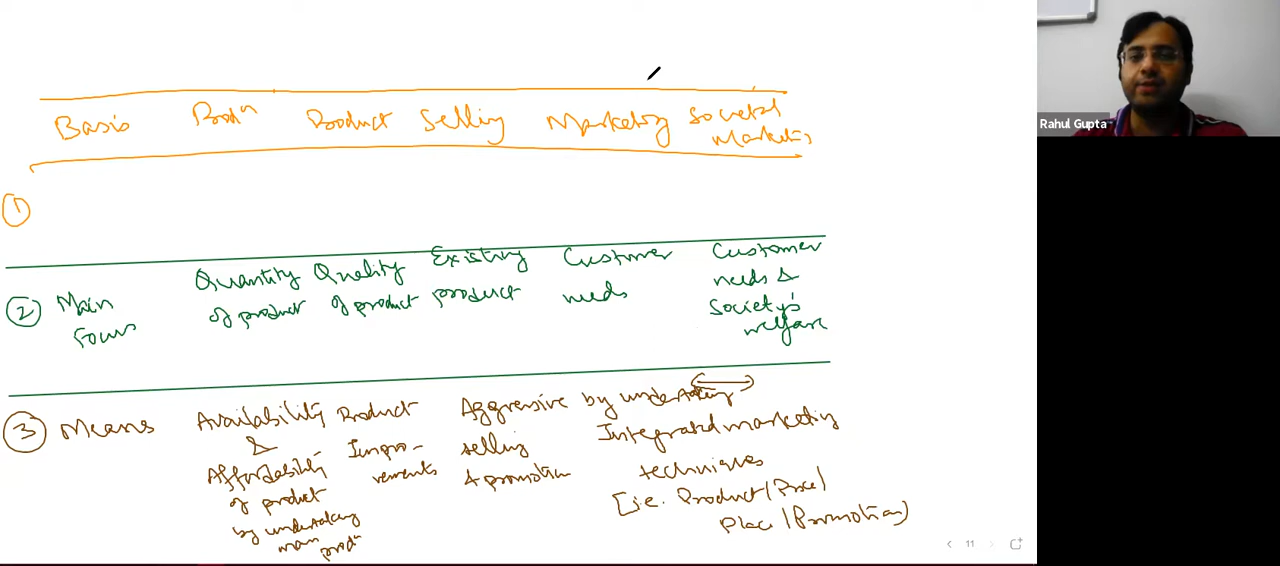 Basis Prodn Product Selling Marketing Societal
Marketing
①
② Main Quantity Quality Existing Customer Customer
Focus of product of product product needs needs &
Society's
welfare
③ Means Availability Product Aggressive by undertaking
& Impro- selling Integrated marketing
Affordability vements & promotion techniques
of product [i.e. Product/Price/
by undertaking Place/Promotion)
mass prodn
Rahul Gupta
11